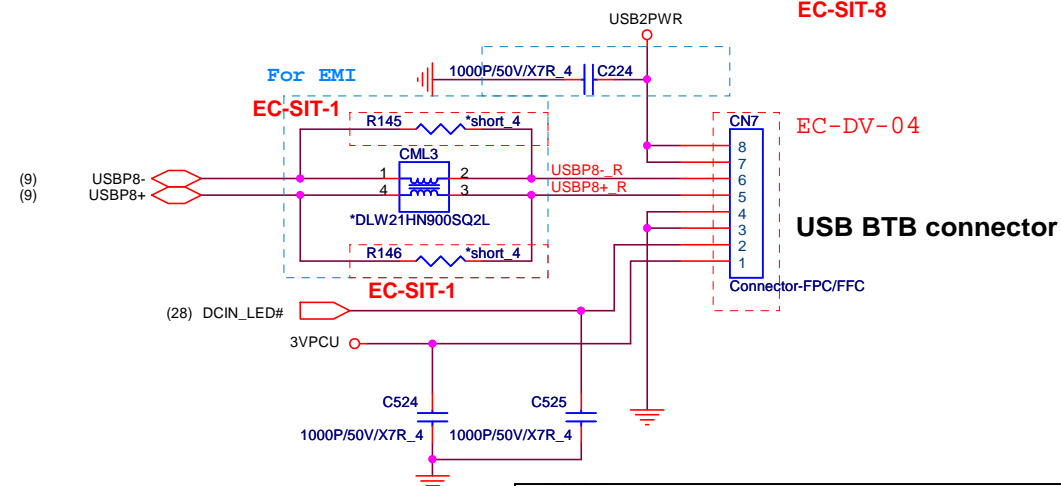 EC-SIT-8
USB2PWR
1000P/50V/X7R_4 C224
For EMI
EC-SIT-1
R145 *short_4
CN7
EC-DV-04
CML3
8
7
(9) USBP8- 1 2 USBP8-_R 6
(9) USBP8+ 4 3 USBP8+_R 5
*DLW21HN900SQ2L
4
3
USB BTB connector
2
R146 *short_4
1
EC-SIT-1
Connector-FPC/FFC
(28) DCIN_LED#
3VPCU
C524 C525
1000P/50V/X7R_4 1000P/50V/X7R_4